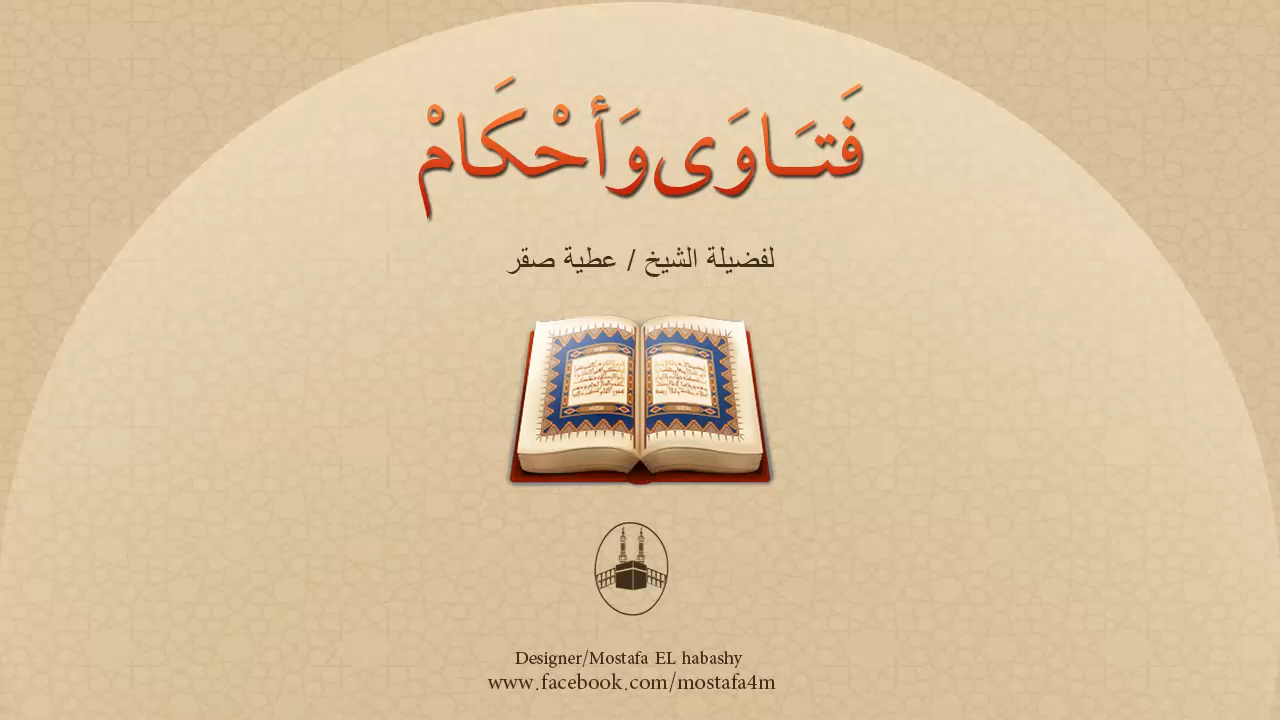 فَتَاوَى وَأَحْكَامْ
لفضيلة الشيخ / عطية صقر
Designer/Mostafa EL habashy
www.facebook.com/mostafa4m